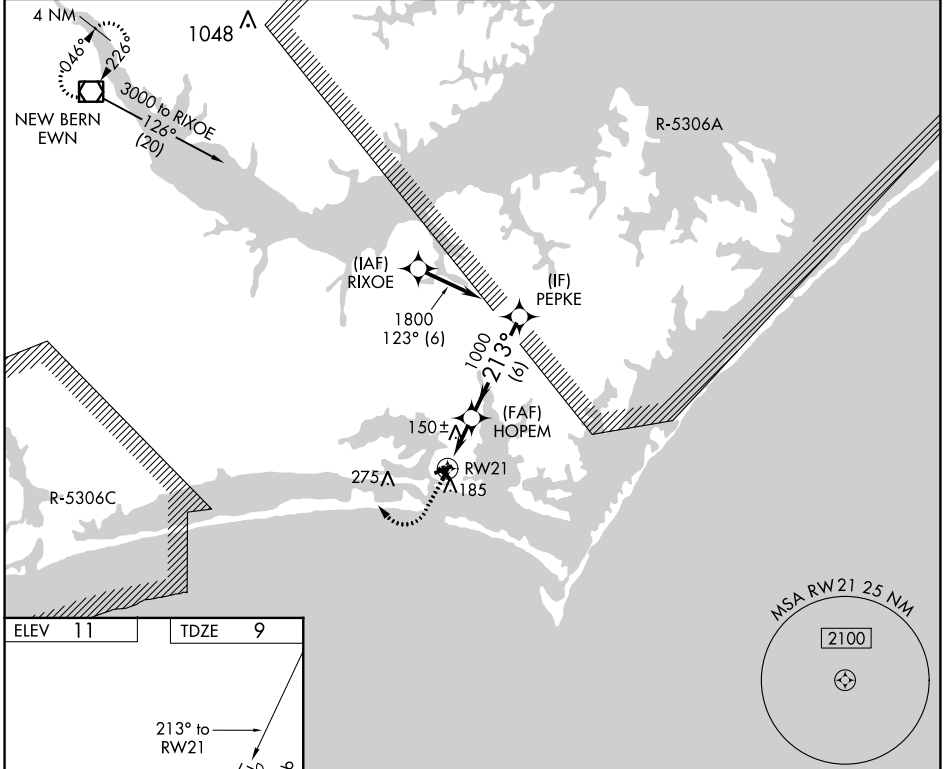 4 NM
046°
226°
1048
NEW BERN
EWN
3000 to RIXOE
126°
(20)
R-5306A
(IAF)
RIXOE
(IF)
PEPKE
1800
123° (6)
1000
213°
(6)
(FAF)
HOPEM
150±
RW21
275
185
R-5306C
MSA RW21 25 NM
2100
ELEV 11
TDZE 9
213° to
RW21